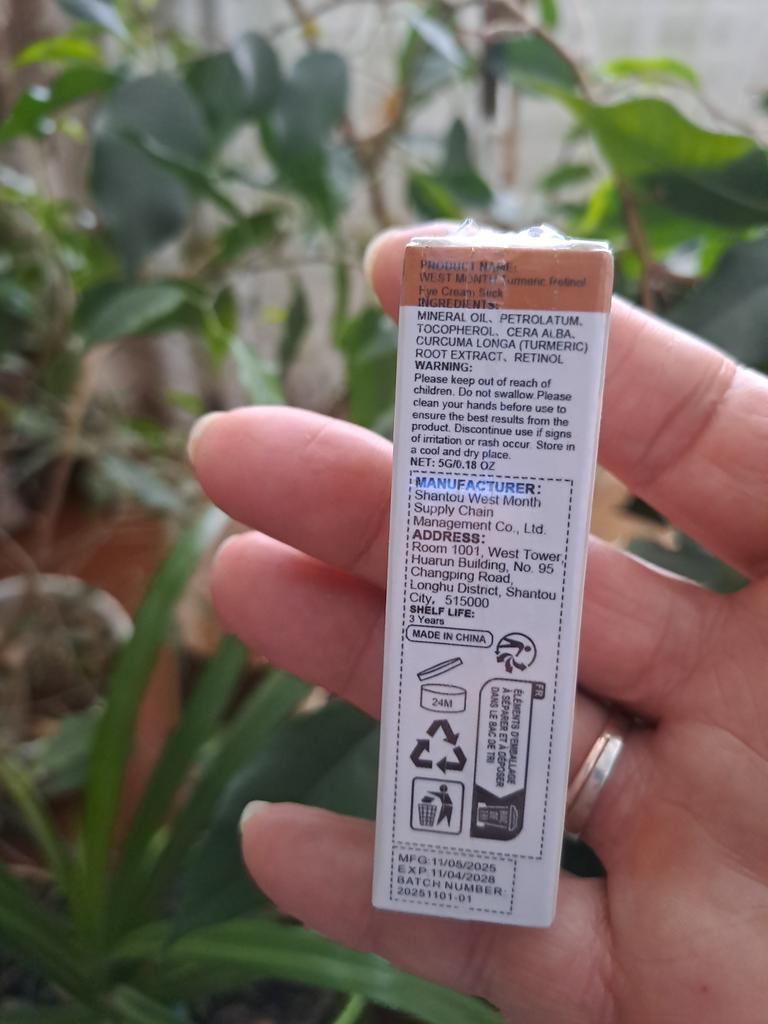 PRODUCT NAME:
WEST MONTH Turmeric Retinol
Eye Cream Stick
INGREDIENTS:
MINERAL OIL、PETROLATUM、
TOCOPHEROL、CERA ALBA、
CURCUMA LONGA (TURMERIC)
ROOT EXTRACT、RETINOL
WARNING:
Please keep out of reach of
children. Do not swallow.Please
clean your hands before use to
ensure the best results from the
product. Discontinue use if signs
of irritation or rash occur. Store in
a cool and dry place.
NET: 5G/0.18 OZ
MANUFACTURER:
Shantou West Month
Supply Chain
Management Co., Ltd.
ADDRESS:
Room 1001, West Tower,
Huarun Building, No. 95
Changping Road,
Longhu District, Shantou
City, 515000
SHELF LIFE:
3 Years
MADE IN CHINA
24M
FR
ÉLÉMENTS D'EMBALLAGE
À SÉPARER ET À DÉPOSER
DANS LE BAC DE TRI
BAC
DE
TRI
MFG:11/05/2025
EXP:11/04/2028
BATCH NUMBER:
20251101-01